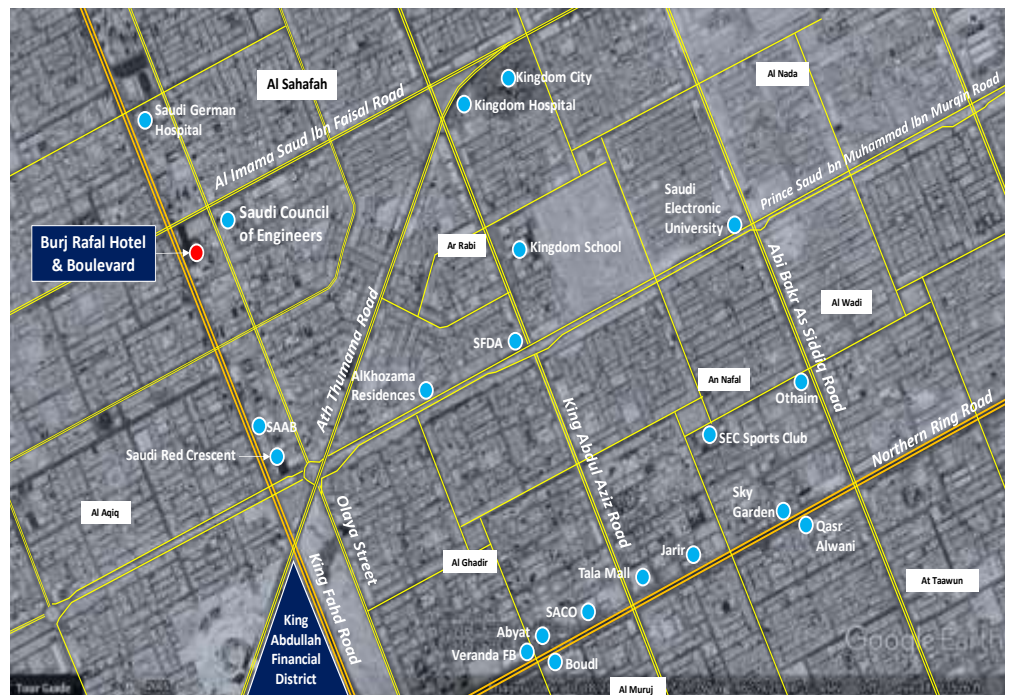 Al Sahafah
Kingdom City
Al Nada
Kingdom Hospital
Saudi German
Hospital
Al Imama Saud Ibn Faisal Road
Prince Saud bn Muhammad Ibn Murqin Road
Saudi
Electronic
University
Saudi Council
of Engineers
Burj Rafal Hotel
& Boulevard
Ar Rabi
Kingdom School
Abi Bakr As Siddiq Road
Al Wadi
Ath Thumama Road
SFDA
AlKhozama
Residences
An Nafal
Othaim
King Abdul Aziz Road
Northern Ring Road
SAAB
SEC Sports Club
Saudi Red Crescent
Al Aqiq
Olaya Street
Sky
Garden
Qasr
Alwani
King Fahd Road
Al Ghadir
Jarir
Tala Mall
At Taawun
SACO
King
Abdullah
Financial
District
Abyat
Veranda FB
Boudl
Al Muruj
Google Earth
Tour Guide